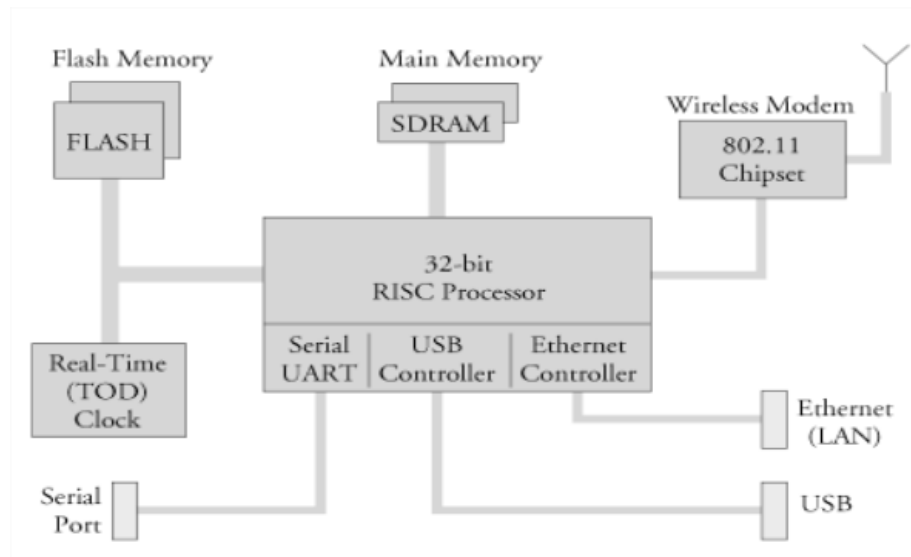 Flash Memory
FLASH
Main Memory
SDRAM
Wireless Modem
802.11
Chipset
32-bit
RISC Processor
Serial
UART
USB
Controller
Ethernet
Controller
Real-Time
(TOD)
Clock
Ethernet
(LAN)
Serial
Port
USB